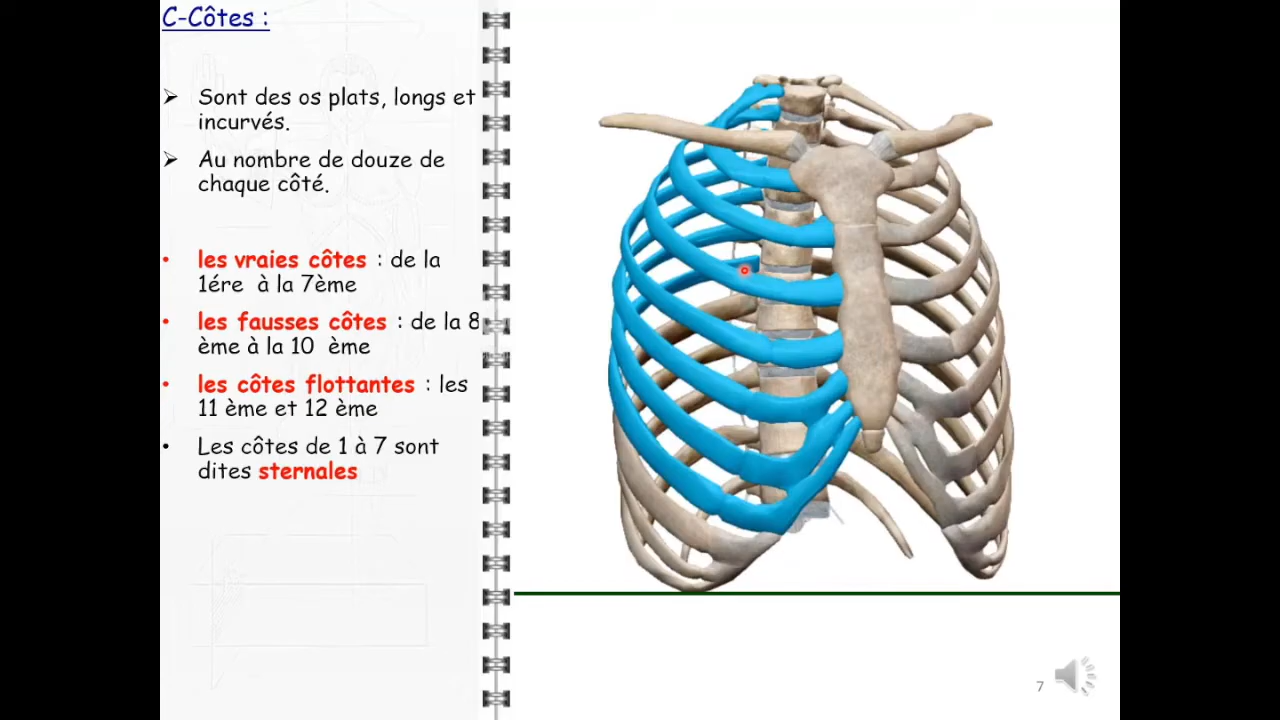 C-Côtes :
➢ Sont des os plats, longs et
incurvés.
➢ Au nombre de douze de
chaque côté.
• les vraies côtes : de la
1ére à la 7ème
• les fausses côtes : de la 8
ème à la 10 ème
• les côtes flottantes : les
11 ème et 12 ème
• Les côtes de 1 à 7 sont
dites sternales
7